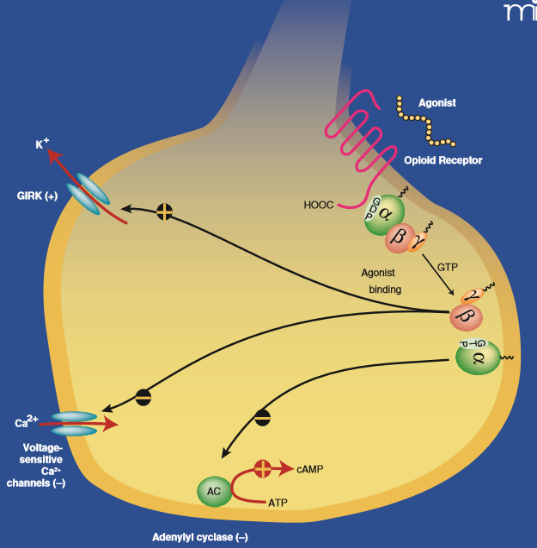 mi
Agonist
Opioid Receptor
K+
GIRK (+)
HOOC
GDP
α
β
γ
GTP
Agonist
binding
γ
β
GTP
α
+
−
−
Ca2+
Voltage-
sensitive
Ca2-
channels (−)
AC
+
cAMP
ATP
Adenylyl cyclase (−)